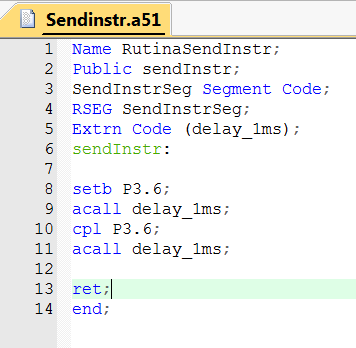 Sendinstr.a51
1 Name RutinaSendInstr;
2 Public sendInstr;
3 SendInstrSeg Segment Code;
4 RSEG SendInstrSeg;
5 Extrn Code (delay_1ms);
6 sendInstr:
7
8 setb P3.6;
9 acall delay_1ms;
10 cpl P3.6;
11 acall delay_1ms;
12
13 ret;
14 end;